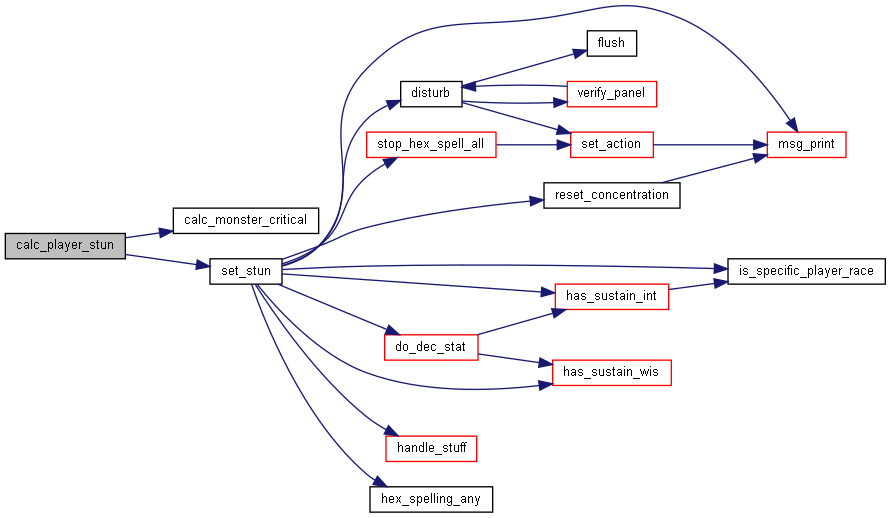 flush
disturb
verify_panel
stop_hex_spell_all
set_action
msg_print
reset_concentration
calc_monster_critical
calc_player_stun
set_stun
is_specific_player_race
has_sustain_int
do_dec_stat
has_sustain_wis
handle_stuff
hex_spelling_any